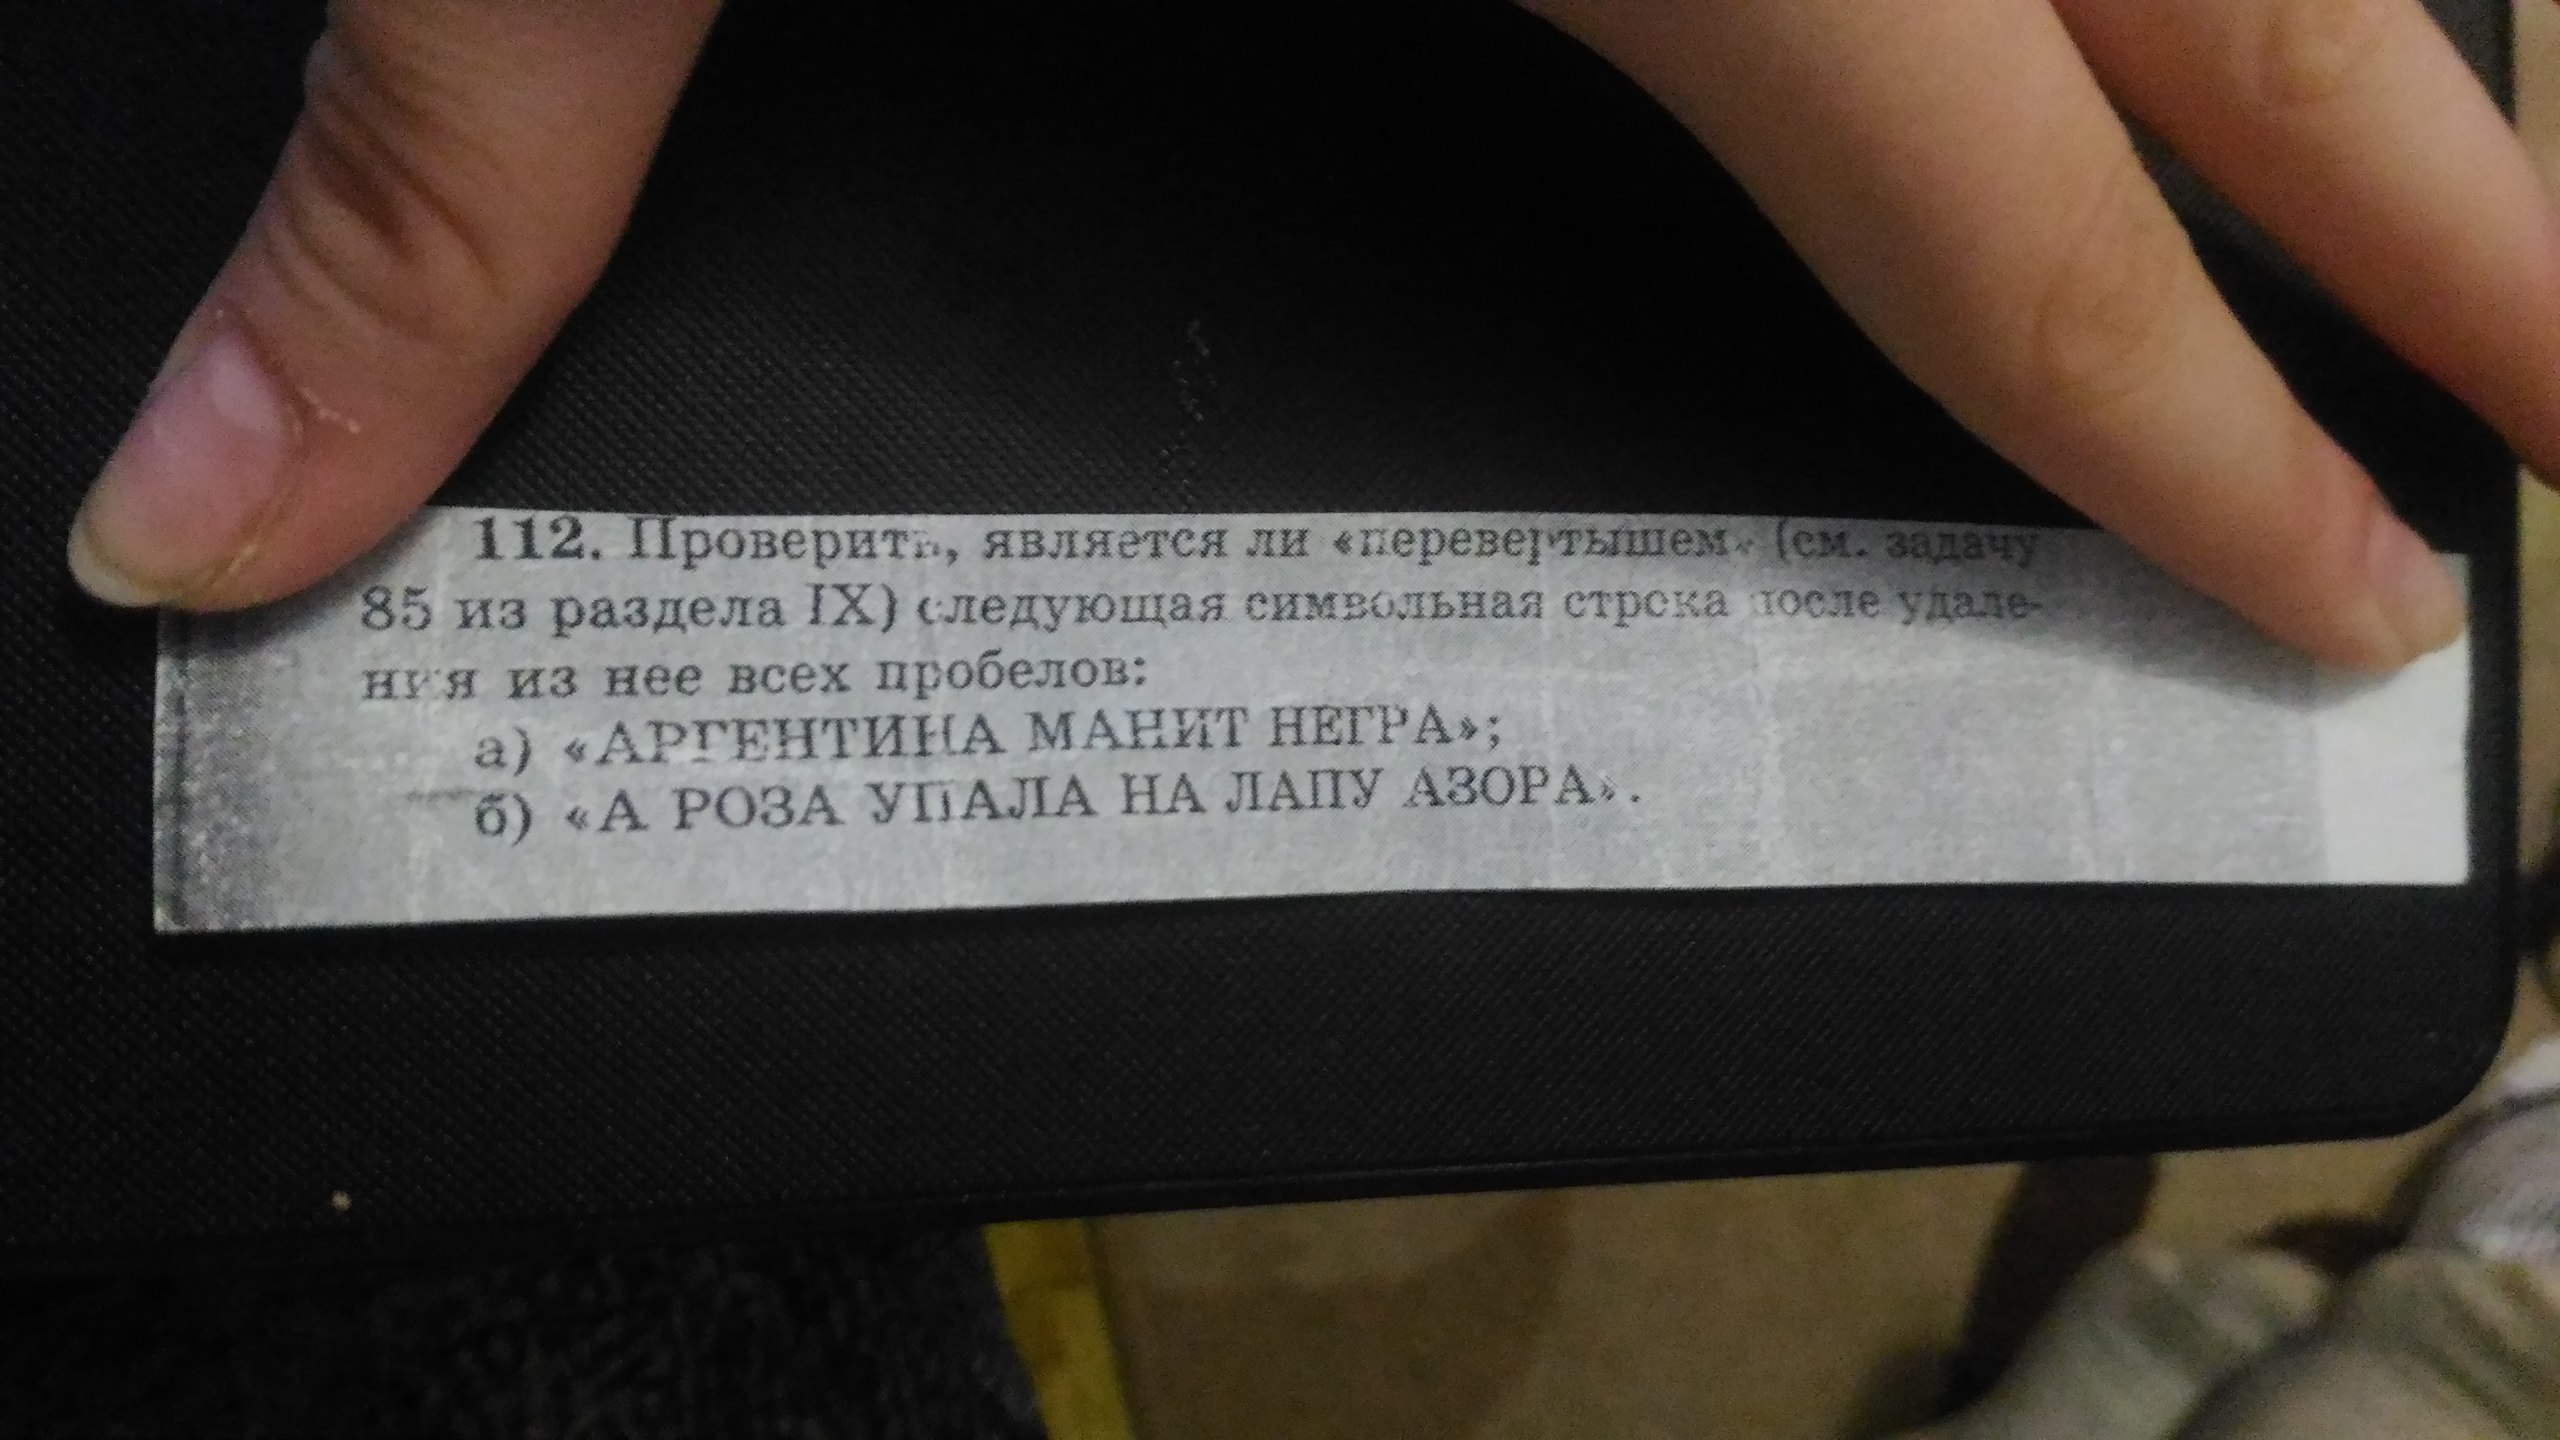 112. Проверить, является ли «перевертышем» (см. задачу
85 из раздела IX) следующая символьная строка после удале-
ния из нее всех пробелов:
а) «АРГЕНТИНА МАНИТ НЕГРА»;
б) «А РОЗА УПАЛА НА ЛАПУ АЗОРА».